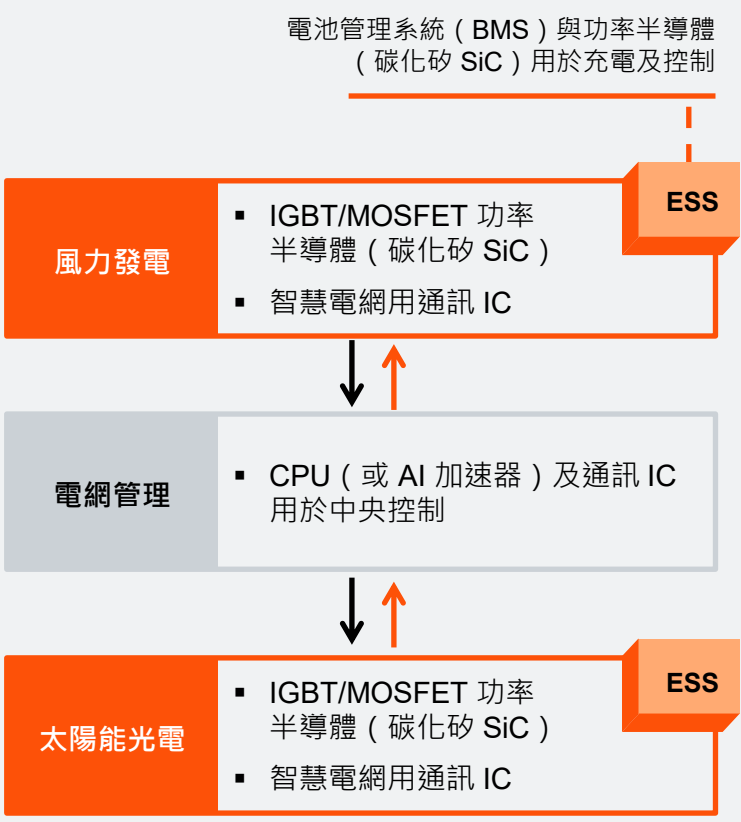 電池管理系統（BMS）與功率半導體
（碳化矽 SiC）用於充電及控制
ESS
風力發電
▪ IGBT/MOSFET 功率
半導體（碳化矽 SiC）
▪ 智慧電網用通訊 IC
電網管理
▪ CPU（或 AI 加速器）及通訊 IC
用於中央控制
ESS
太陽能光電
▪ IGBT/MOSFET 功率
半導體（碳化矽 SiC）
▪ 智慧電網用通訊 IC